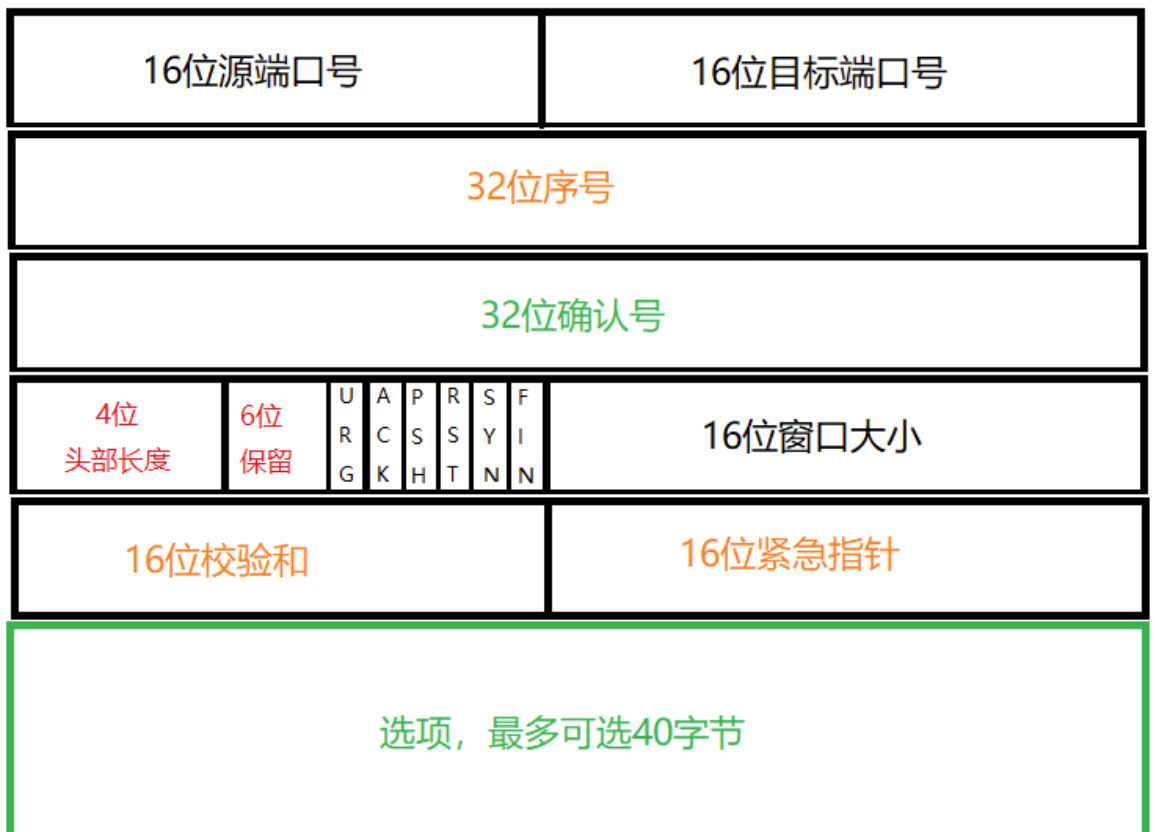 16位源端口号
16位目标端口号
32位序号
32位确认号
4位
头部长度
6位
保留
URG
ACK
PSH
RST
SYN
FIN
16位窗口大小
16位校验和
16位紧急指针
选项，最多可选40字节